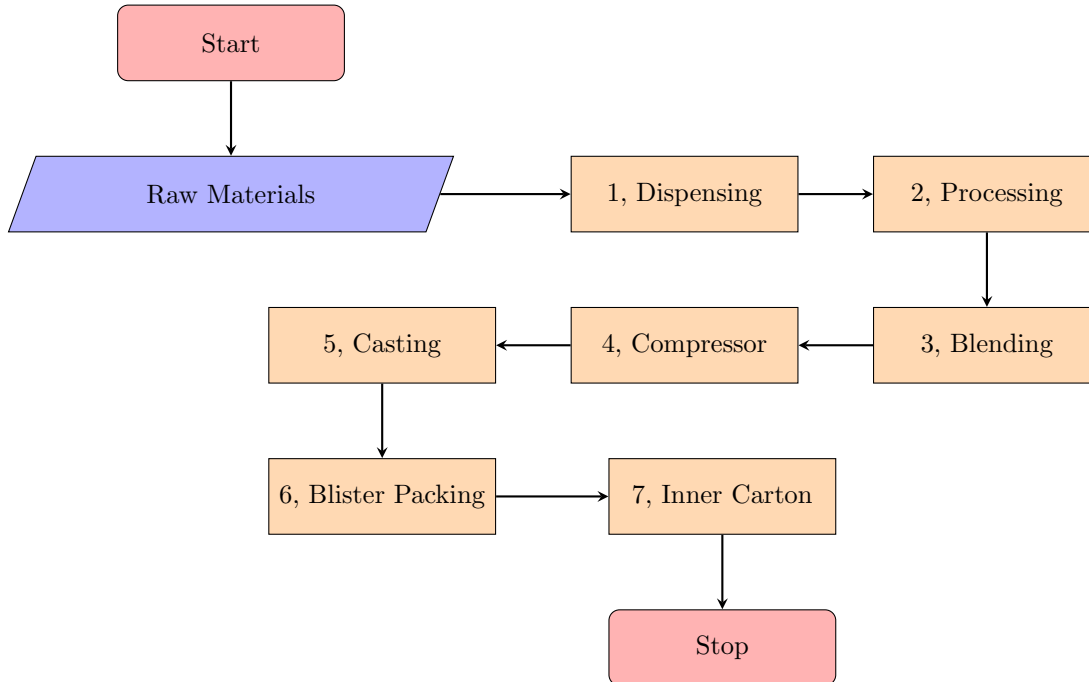 Start
Raw Materials
1, Dispensing
2, Processing
3, Blending
4, Compressor
5, Casting
6, Blister Packing
7, Inner Carton
Stop